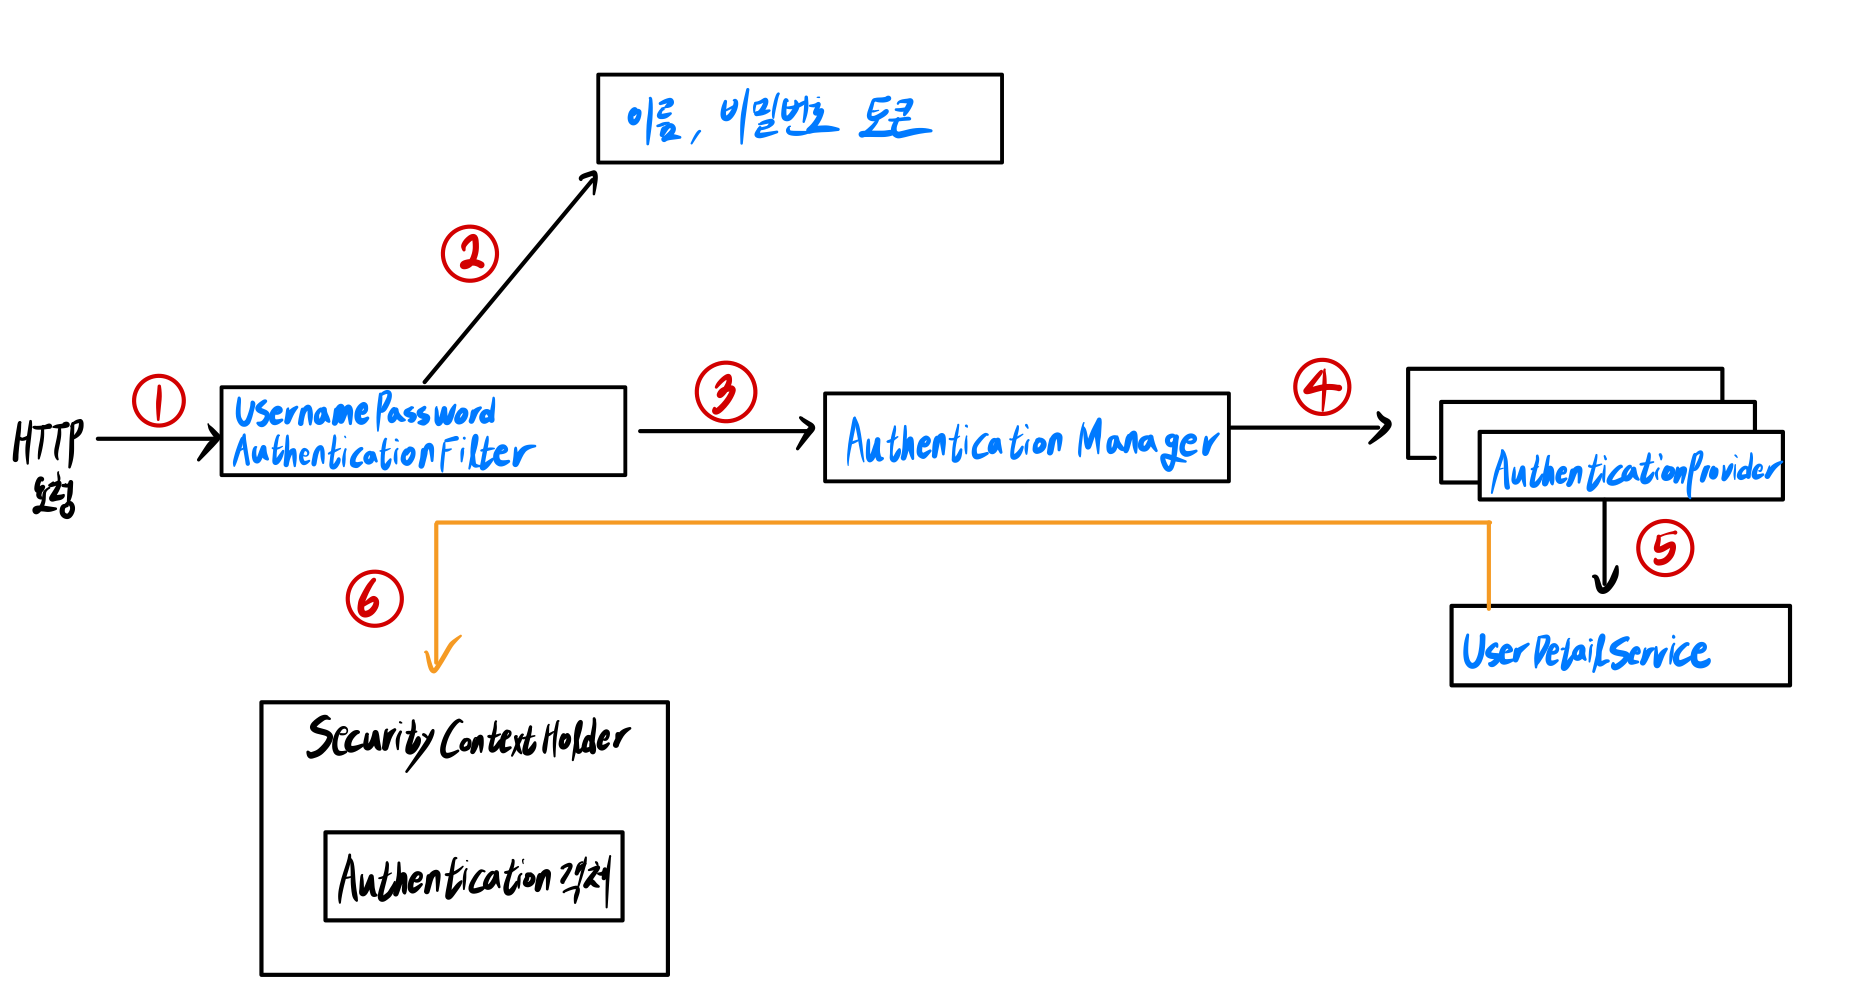 이름, 비밀번호 토큰
②
①
HTTP
요청
UsernamePassword
AuthenticationFilter
③
Authentication Manager
④
AuthenticationProvider
⑤
UserDetailService
⑥
SecurityContextHolder
Authentication 객체